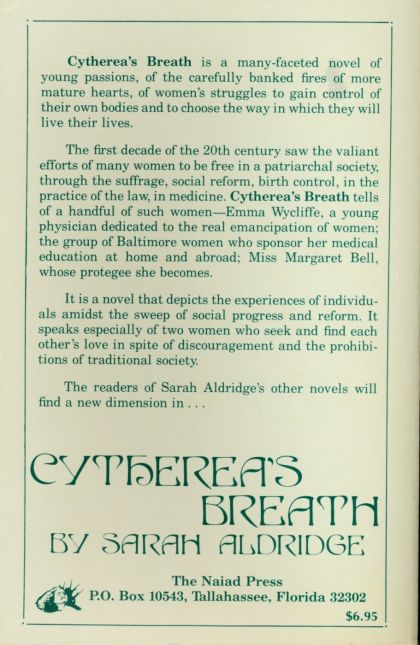 Cytherea's Breath is a many-faceted novel of
young passions, of the carefully banked fires of more
mature hearts, of women's struggles to gain control of
their own bodies and to choose the way in which they will
live their lives.
The first decade of the 20th century saw the valiant
efforts of many women to be free in a patriarchal society,
through the suffrage, social reform, birth control, in the
practice of the law, in medicine. Cytherea's Breath tells
of a handful of such women—Emma Wycliffe, a young
physician dedicated to the real emancipation of women;
the group of Baltimore women who sponsor her medical
education at home and abroad; Miss Margaret Bell,
whose protegee she becomes.
It is a novel that depicts the experiences of individu-
als amidst the sweep of social progress and reform. It
speaks especially of two women who seek and find each
other's love in spite of discouragement and the prohibi-
tions of traditional society.
The readers of Sarah Aldridge's other novels will
find a new dimension in . . .
CYTHEREA'S
BREATH
BY SARAH ALDRIDGE
The Naiad Press
P.O. Box 10543, Tallahassee, Florida 32302
$6.95